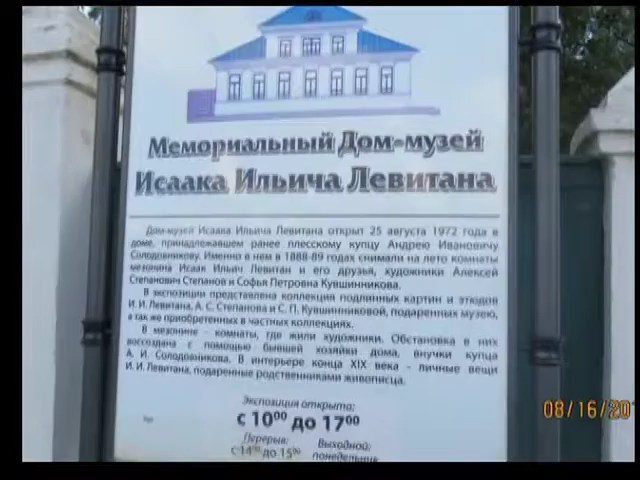 Мемориальный Дом-музей
Исаака Ильича Левитана
Дом-музей Исаака Ильича Левитана открыт 25 августа 1972 года в
доме, принадлежавшем ранее плесскому купцу Андрею Ивановичу
Солодовникову. Именно в нем в 1888-89 годах снимали на лето комнаты
мезонина Исаак Ильич Левитан и его друзья, художники Алексей
Степанович Степанов и Софья Петровна Кувшинникова.
В экспозиции представлена коллекция подлинных картин и этюдов
И. И. Левитана, А. С. Степанова и С. П. Кувшинниковой, подаренных музею,
а так же приобретенных в частных коллекциях.
В мезонине - комнаты, где жили художники. Обстановка в них
воссоздана с помощью бывшей хозяйки дома, внучки купца
А. И. Солодовникова. В интерьере конца XIX века - личные вещи
И. И. Левитана, подаренные родственниками живописца.
Экспозиция открыта:
с 10⁰⁰ до 17⁰⁰
Перерыв: Выходной:
с 14⁰⁰ до 15⁰⁰ понедельник
08/16/20